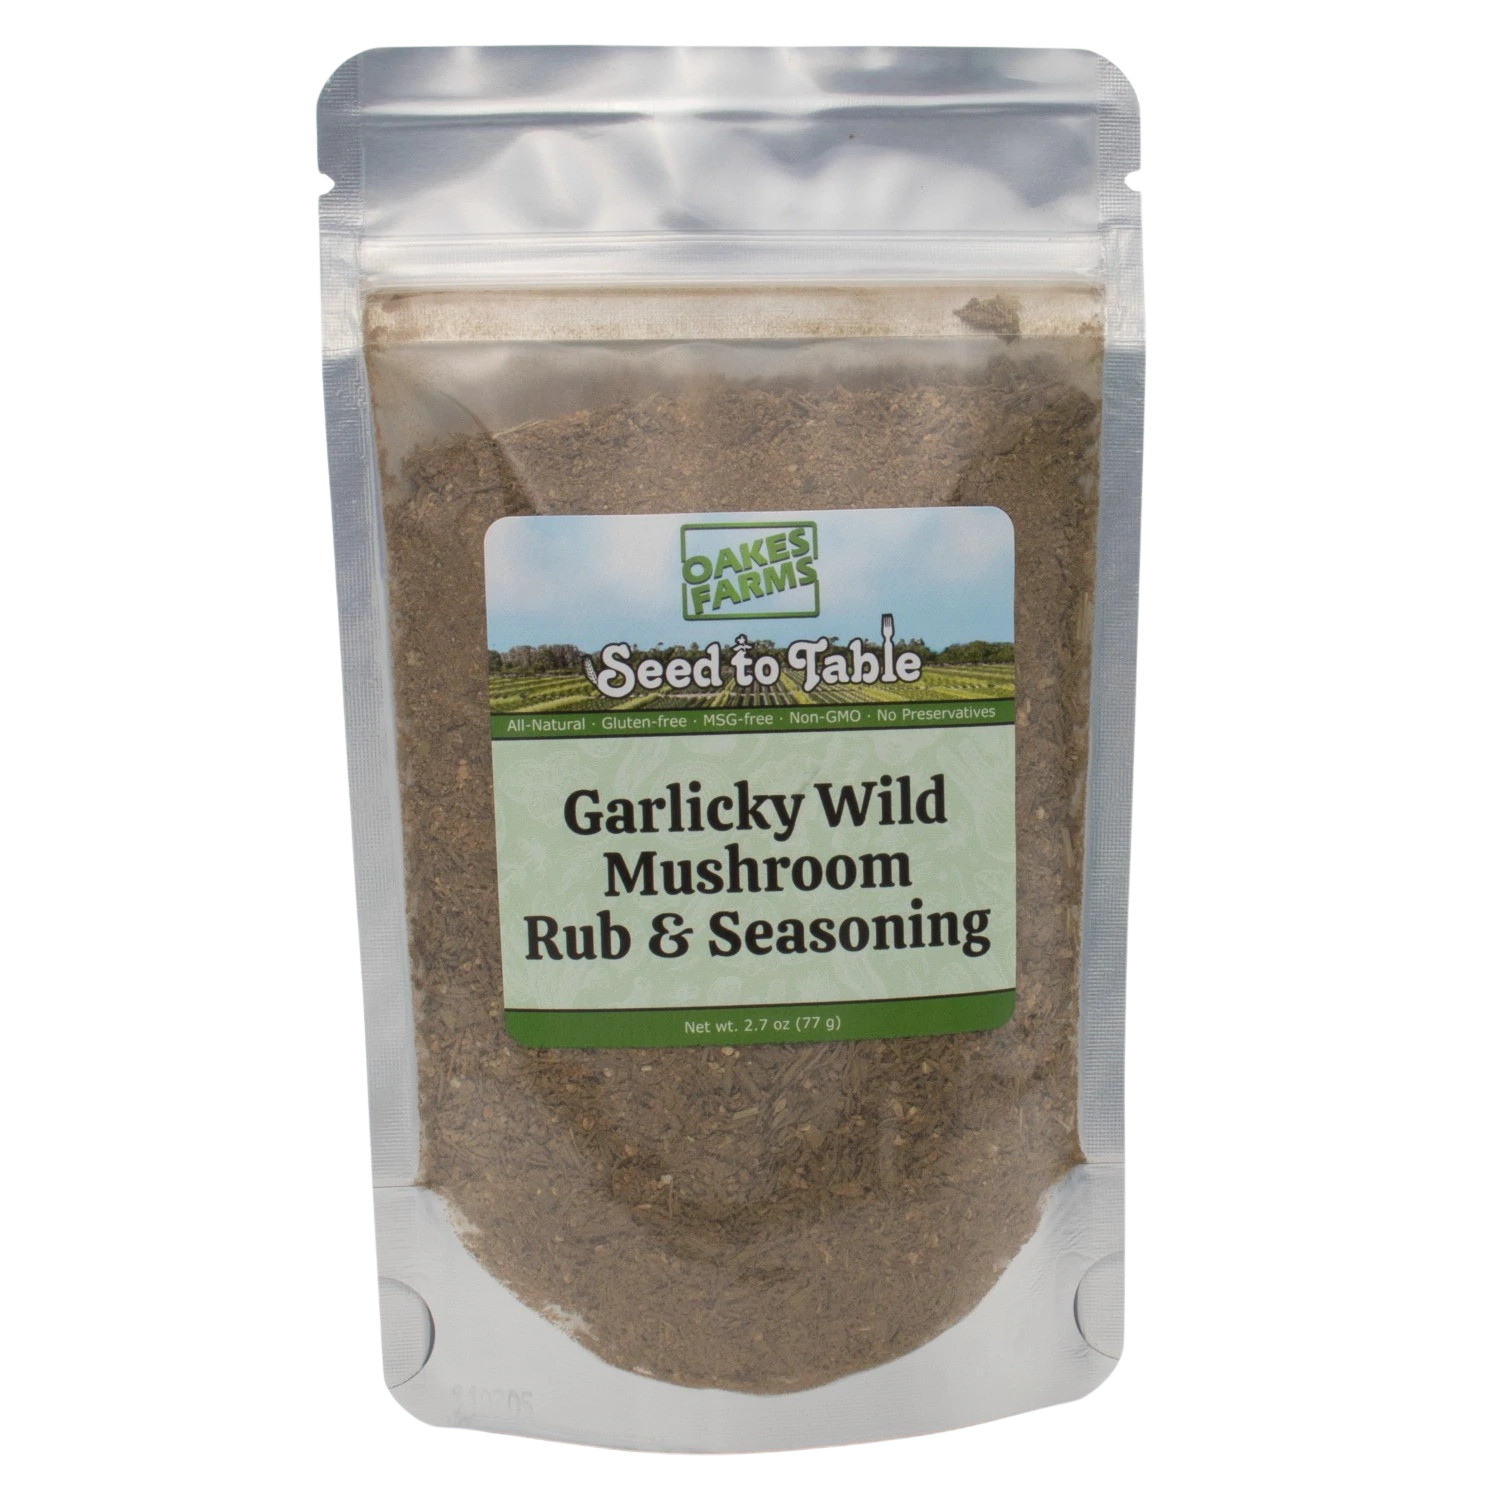 OAKES
FARMS
Seed to Table
All-Natural · Gluten-free · MSG-free · Non-GMO · No Preservatives
Garlicky Wild
Mushroom
Rub & Seasoning
Net wt. 2.7 oz (77 g)